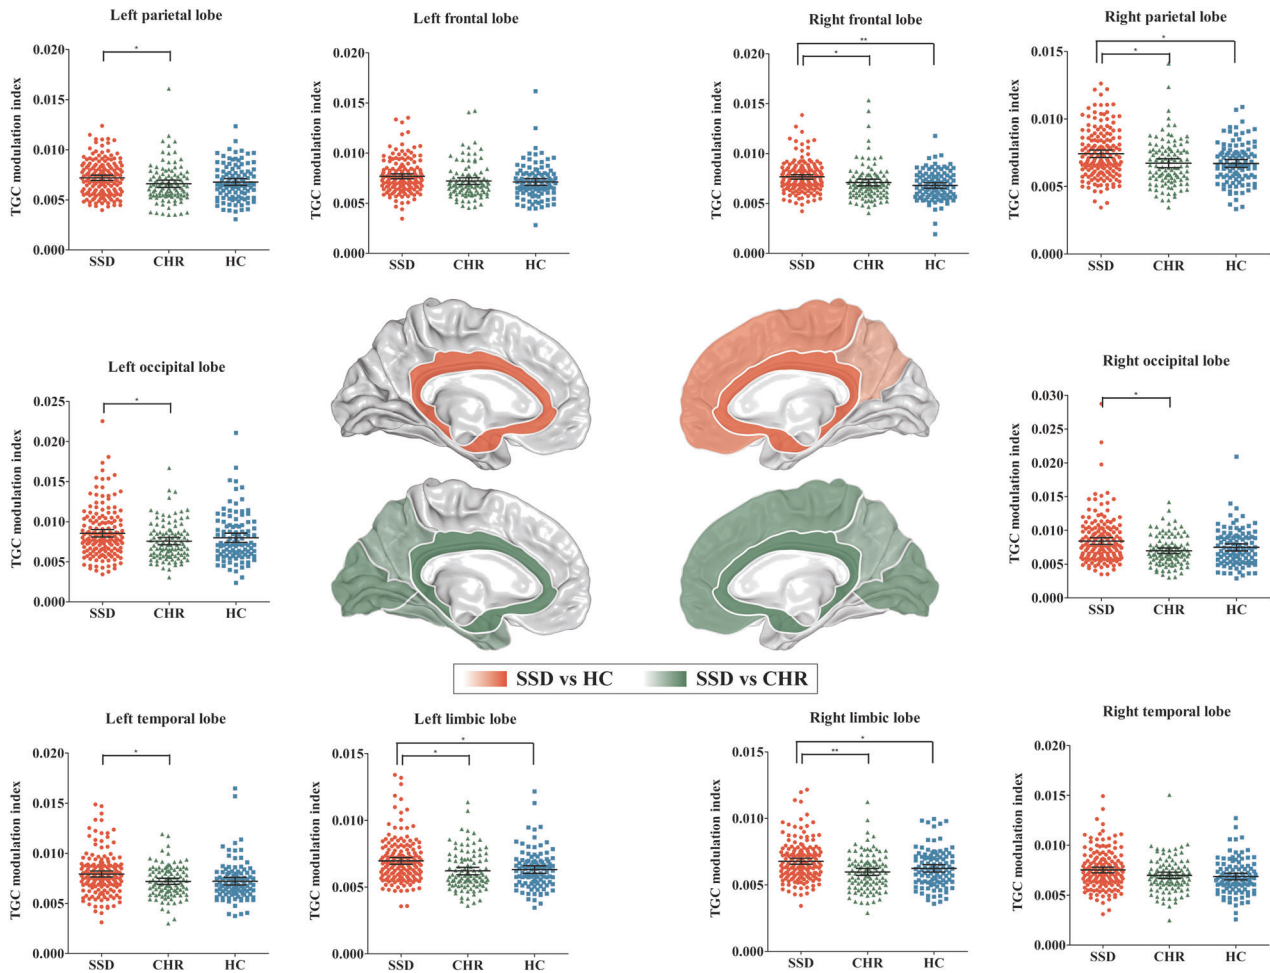 Left parietal lobe
TGC modulation index
0.020
0.015
0.010
0.005
0.000
*
SSD
CHR
HC
Left frontal lobe
TGC modulation index
0.020
0.015
0.010
0.005
0.000
SSD
CHR
HC
Right frontal lobe
TGC modulation index
0.020
0.015
0.010
0.005
0.000
**
*
SSD
CHR
HC
Right parietal lobe
TGC modulation index
0.015
0.010
0.005
0.000
*
*
SSD
CHR
HC
Left occipital lobe
TGC modulation index
0.025
0.020
0.015
0.010
0.005
0.000
*
SSD
CHR
HC
Right occipital lobe
TGC modulation index
0.030
0.025
0.020
0.015
0.010
0.005
0.000
*
SSD
CHR
HC
SSD vs HC
SSD vs CHR
Left temporal lobe
TGC modulation index
0.020
0.015
0.010
0.005
0.000
*
SSD
CHR
HC
Left limbic lobe
TGC modulation index
0.015
0.010
0.005
0.000
*
*
SSD
CHR
HC
Right limbic lobe
TGC modulation index
0.015
0.010
0.005
0.000
*
**
SSD
CHR
HC
Right temporal lobe
TGC modulation index
0.020
0.015
0.010
0.005
0.000
SSD
CHR
HC